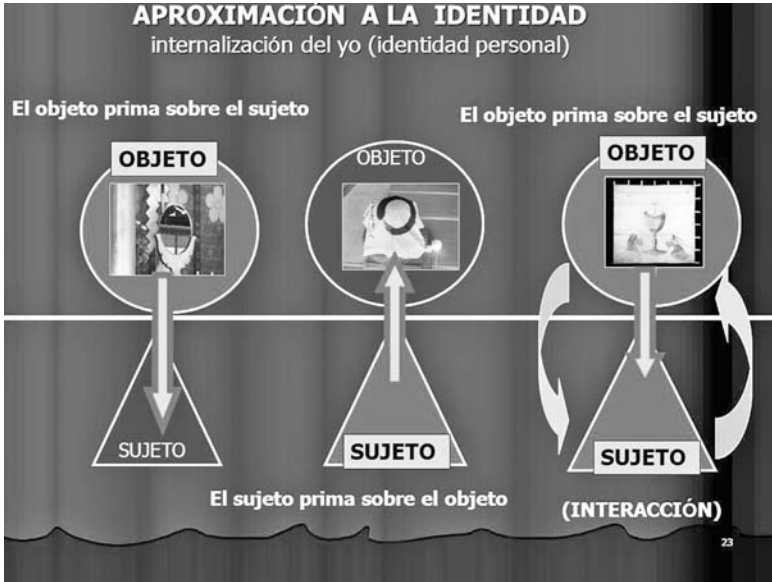 APROXIMACIÓN A LA IDENTIDAD
internalización del yo (identidad personal)
El objeto prima sobre el sujeto
OBJETO
SUJETO
OBJETO
SUJETO
El sujeto prima sobre el objeto
El objeto prima sobre el sujeto
OBJETO
SUJETO
(INTERACCIÓN)
23